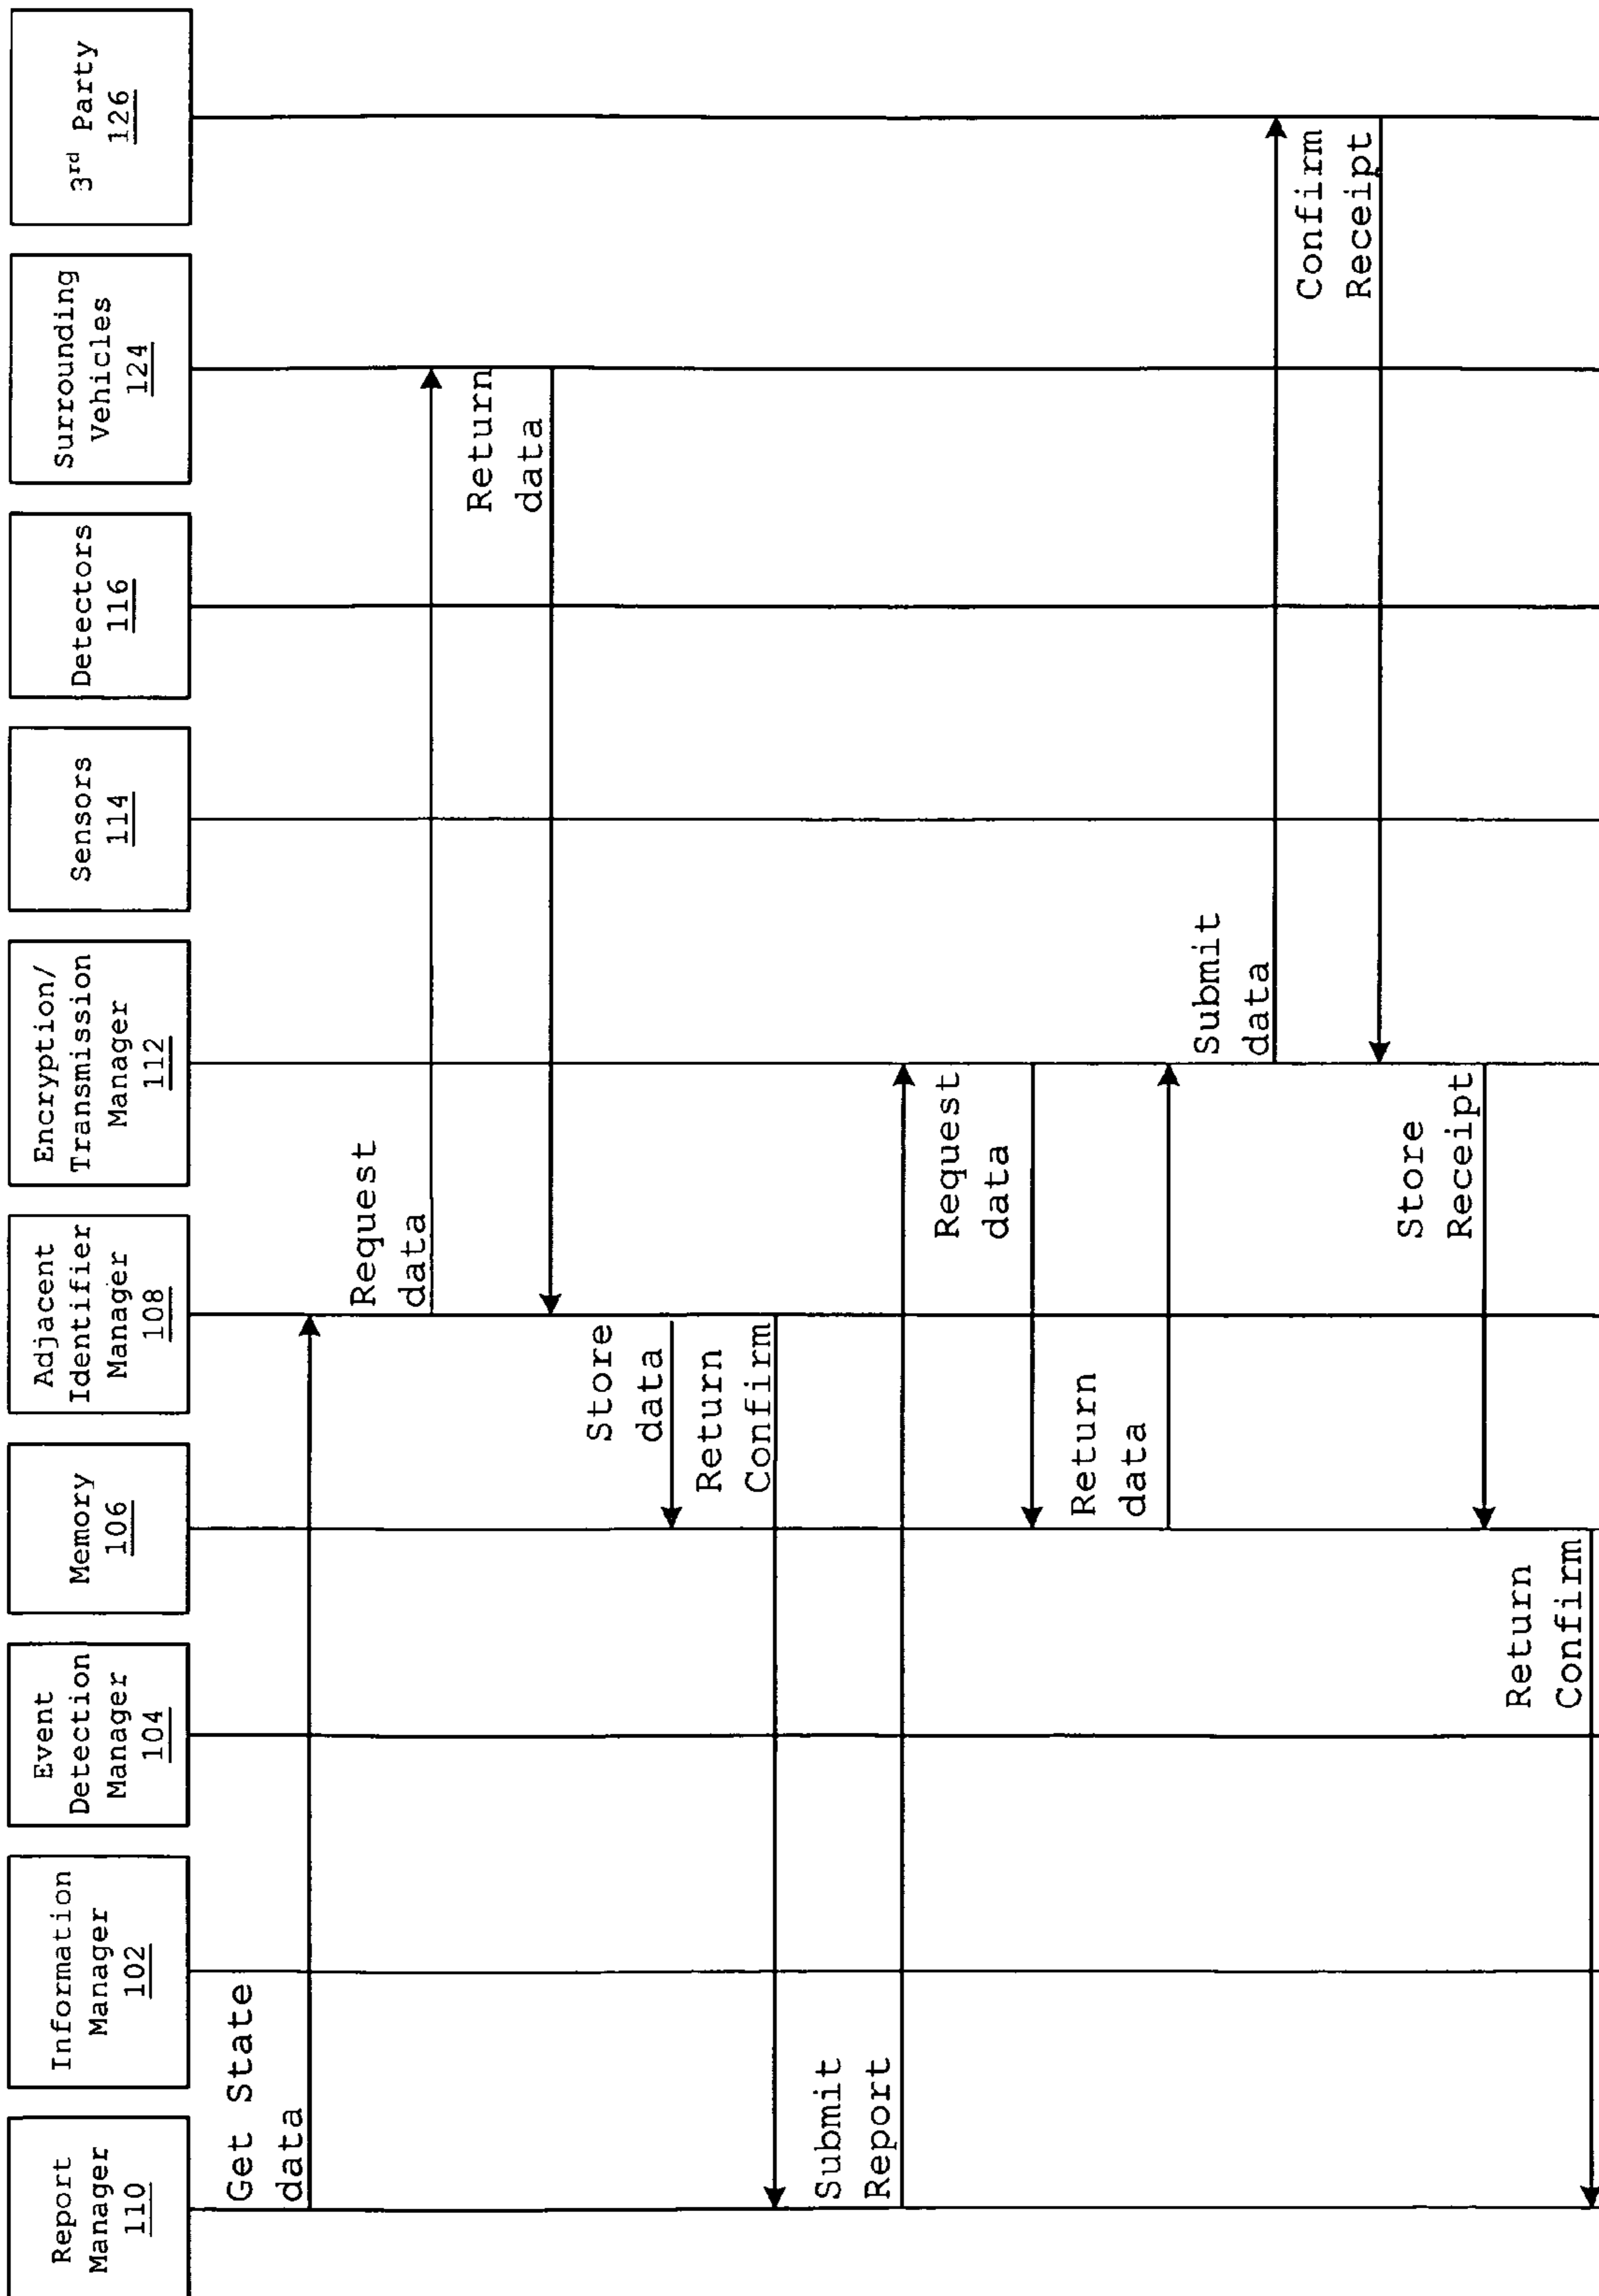 Report
Manager
110
Information
Manager
102
Event
Detection
Manager
104
Memory
106
Adjacent
Identifier
Manager
108
Encryption/
Transmission
Manager
112
Sensors
114
Detectors
116
Surrounding
Vehicles
124
3rd Party
126
Get State
data
Request
data
Return
data
Store
data
Return
Confirm
Submit
Report
Request
data
Return
data
Submit
data
Confirm
Receipt
Store
Receipt
Return
Confirm